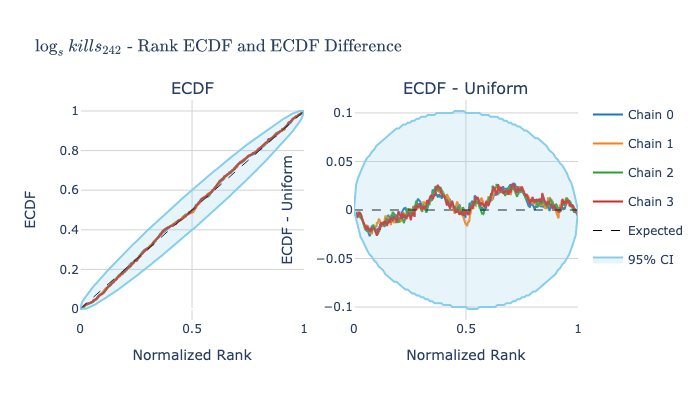 log_s kills_242 - Rank ECDF and ECDF Difference
ECDF
ECDF - Uniform
1
0.8
0.6
0.4
0.2
0
ECDF
0
0.5
1
Normalized Rank
0.1
0.05
0
−0.05
−0.1
ECDF - Uniform
0
0.5
1
Normalized Rank
Chain 0
Chain 1
Chain 2
Chain 3
Expected
95% CI